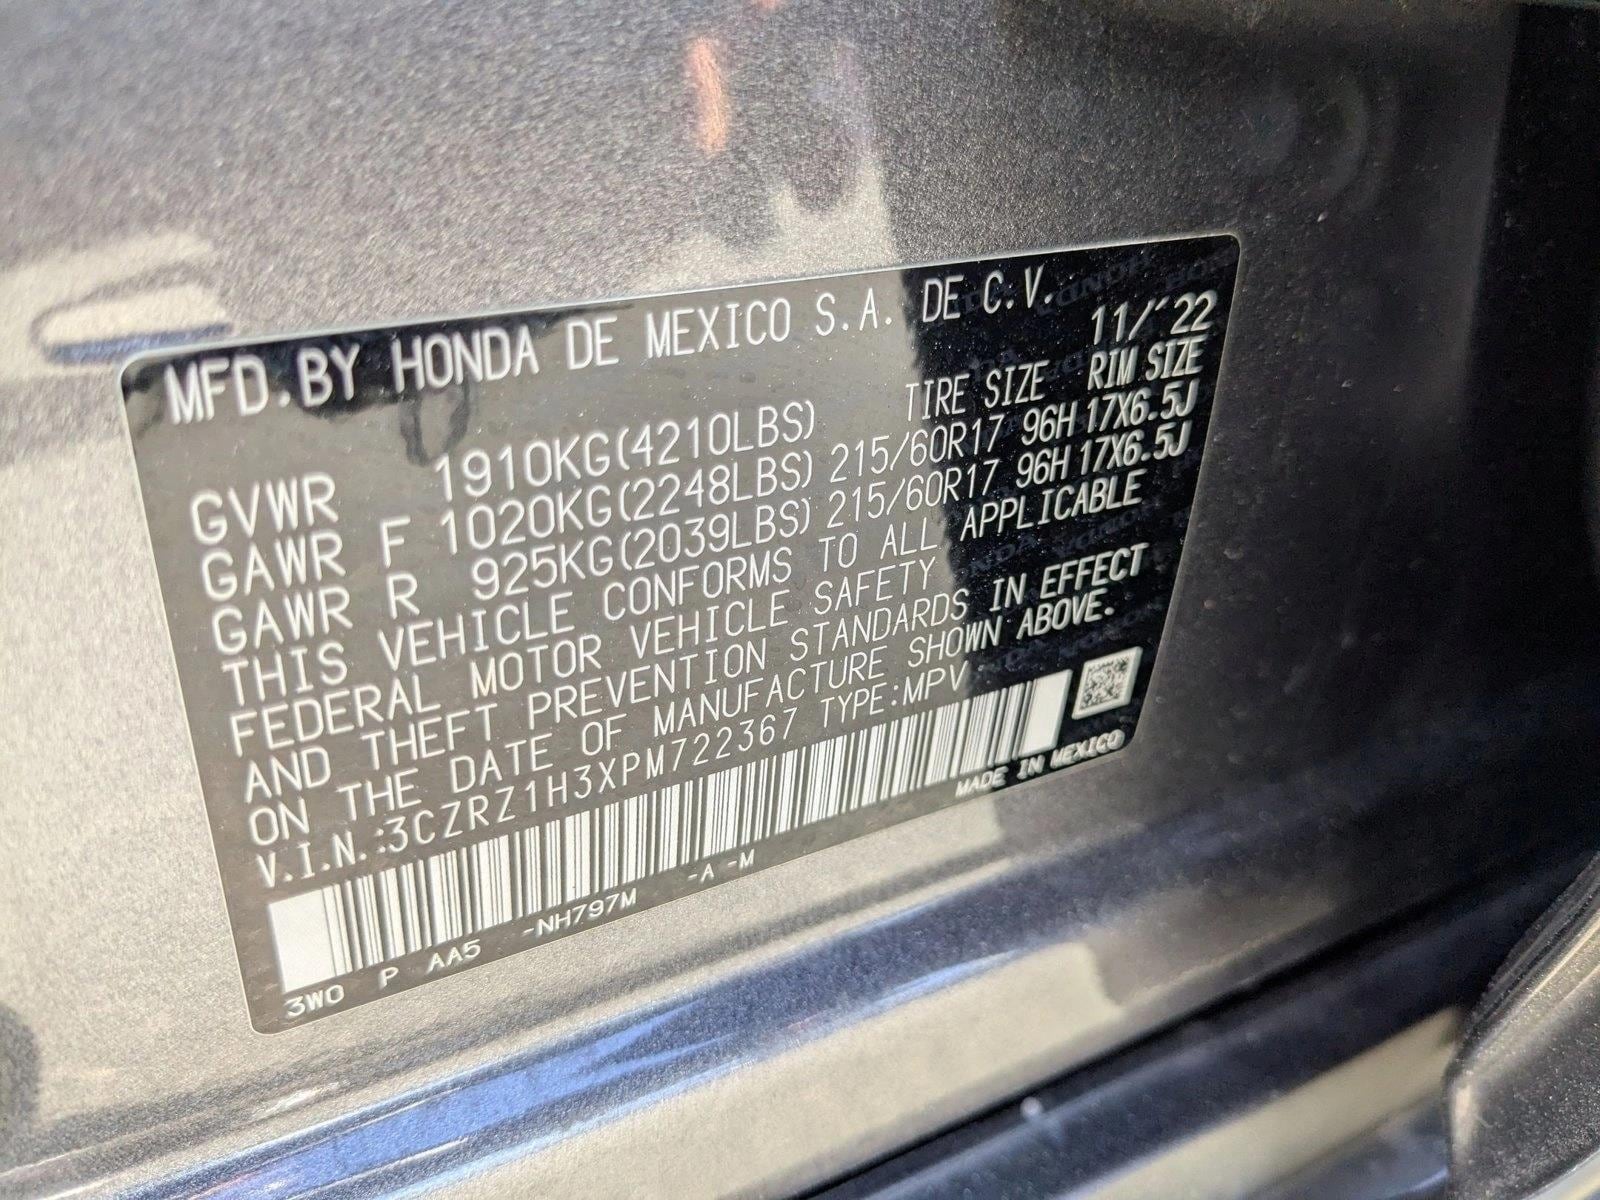 MFD.BY HONDA DE MEXICO S.A. DE C.V.
11/´22
TIRE SIZE RIM SIZE
GVWR 1910KG(4210LBS)
GAWR F 1020KG(2248LBS) 215/60R17 96H 17X6.5J
GAWR R 925KG(2039LBS) 215/60R17 96H 17X6.5J
THIS VEHICLE CONFORMS TO ALL APPLICABLE
FEDERAL MOTOR VEHICLE SAFETY
AND THEFT PREVENTION STANDARDS IN EFFECT
ON THE DATE OF MANUFACTURE SHOWN ABOVE.
V.I.N.:3CZRZ1H3XPM722367 TYPE:MPV
MADE IN MEXICO
3W0 P AA5 -NH797M -A -M